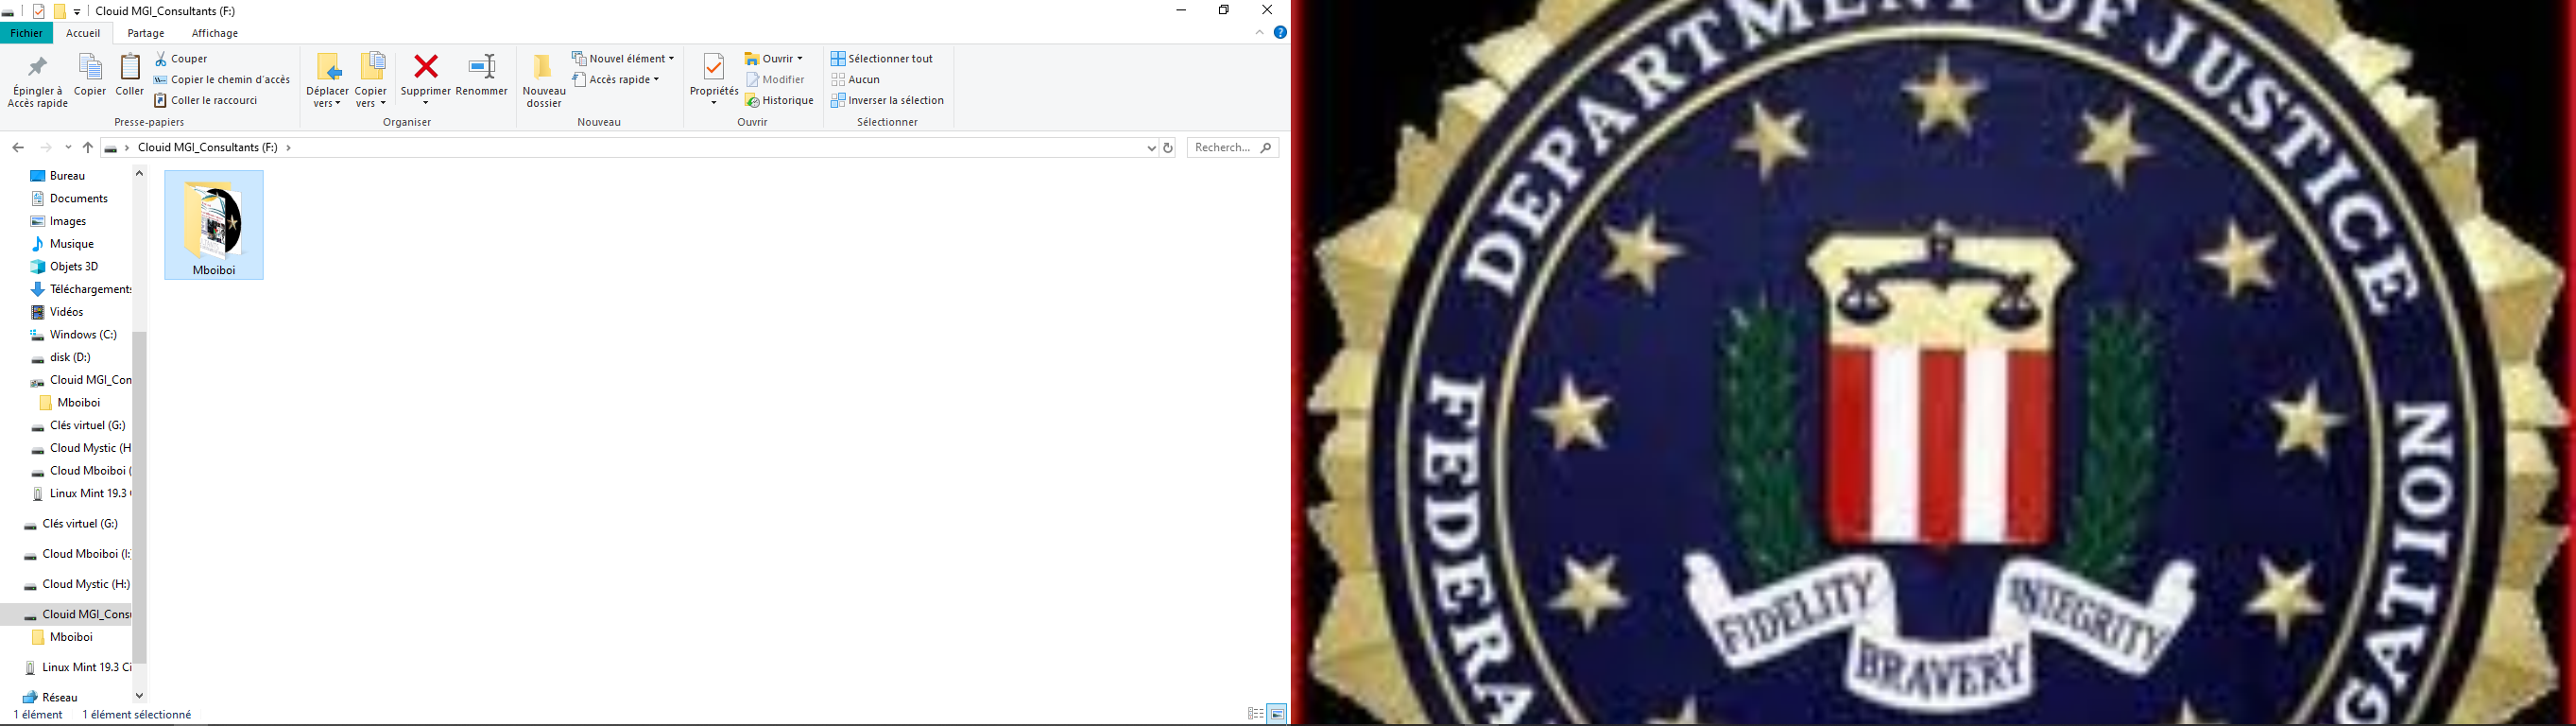 Clouid MGI_Consultants (F:)
Fichier Accueil Partage Affichage
Épingler à Accès rapide
Copier
Coller
Couper
Copier le chemin d'accès
Coller le raccourci
Presse-papiers
Déplacer vers
Copier vers
Supprimer
Renommer
Organiser
Nouveau dossier
Nouvel élément
Accès rapide
Nouveau
Propriétés
Ouvrir
Modifier
Historique
Ouvrir
Sélectionner tout
Aucun
Inverser la sélection
Sélectionner
Clouid MGI_Consultants (F:)
Recherch...
Bureau
Documents
Images
Musique
Objets 3D
Téléchargements
Vidéos
Windows (C:)
disk (D:)
Clouid MGI_Con
Mboiboi
Clés virtuel (G:)
Cloud Mystic (H
Cloud Mboiboi (
Linux Mint 19.3
Clés virtuel (G:)
Cloud Mboiboi (I:
Cloud Mystic (H:)
Clouid MGI_Consu
Mboiboi
Linux Mint 19.3 Ci
Réseau
Mboiboi
1 élément 1 élément sélectionné
DEPARTMENT OF JUSTICE
FEDERA
GATION
FIDELITY
BRAVERY
INTEGRITY